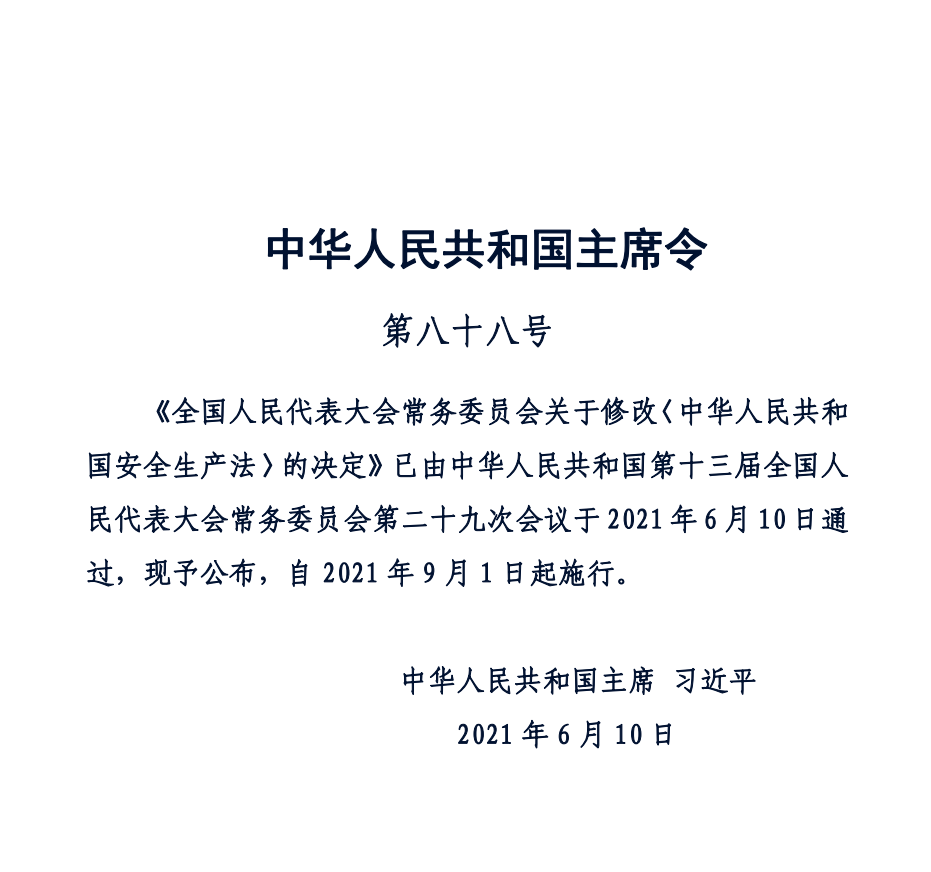 中华人民共和国主席令
第八十八号
《全国人民代表大会常务委员会关于修改〈中华人民共和
国安全生产法〉的决定》已由中华人民共和国第十三届全国人
民代表大会常务委员会第二十九次会议于2021年6月10日通
过，现予公布，自2021年9月1日起施行。
中华人民共和国主席 习近平
2021年6月10日